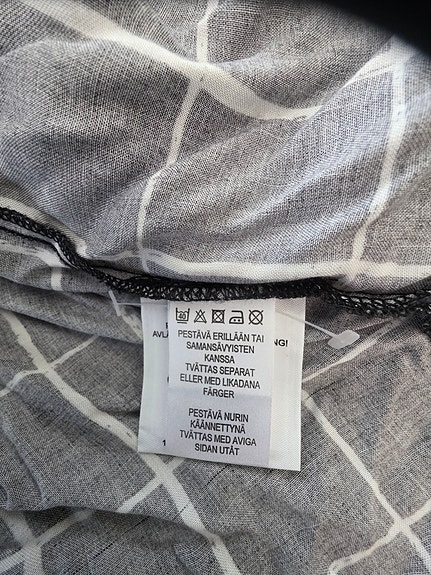 PESTÄVÄ ERILLÄÄN TAI
SAMANSÄVYISTEN
KANSSA
TVÄTTAS SEPARAT
ELLER MED LIKADANA
FÄRGER
PESTÄVÄ NURIN
KÄÄNNETTYNÄ
TVÄTTAS MED AVIGA
SIDAN UTÅT